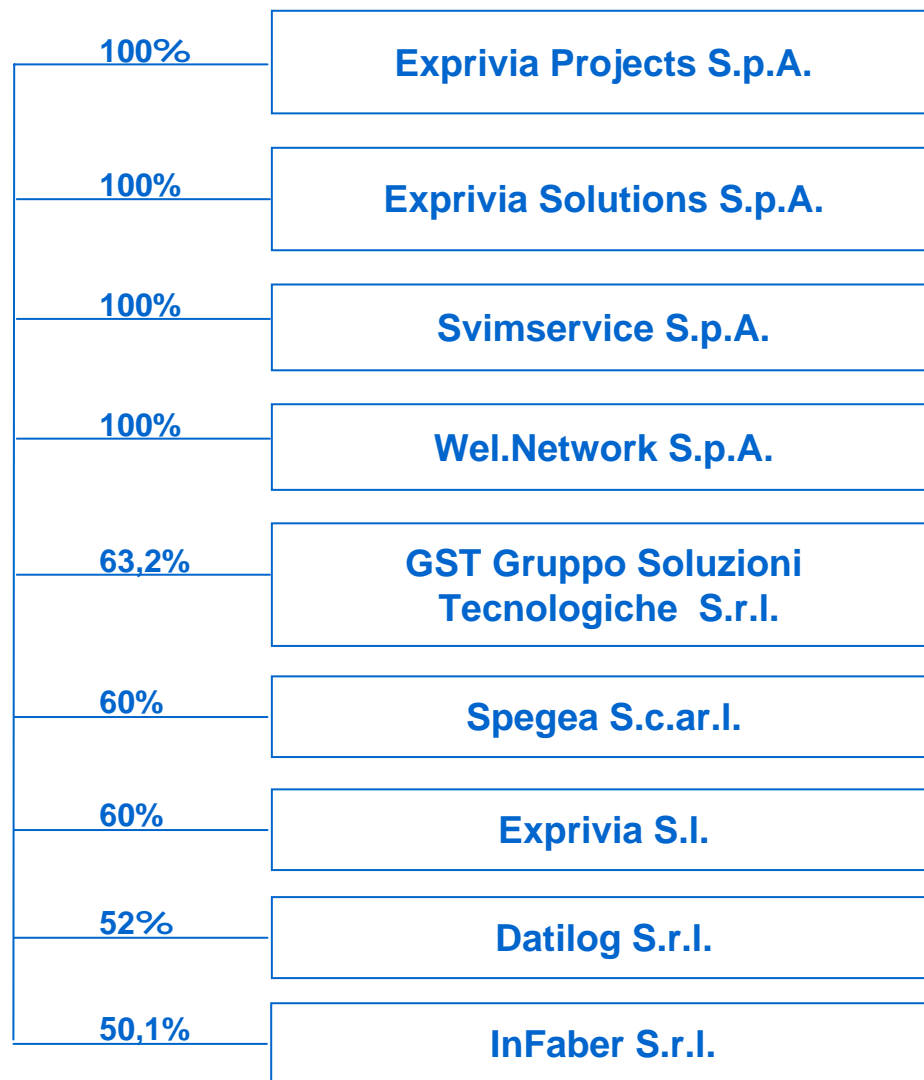 100%
Exprivia Projects S.p.A.
100%
Exprivia Solutions S.p.A.
100%
Svimservice S.p.A.
100%
Wel.Network S.p.A.
63,2%
GST Gruppo Soluzioni
Tecnologiche S.r.l.
60%
Spegea S.c.ar.l.
60%
Exprivia S.l.
52%
Datilog S.r.l.
50,1%
InFaber S.r.l.